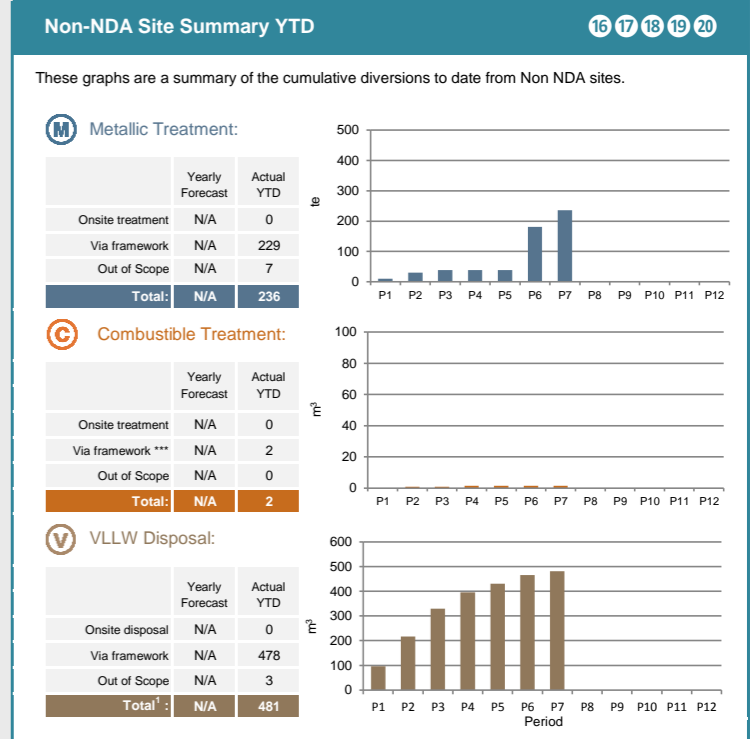 Non-NDA Site Summary YTD 16 17 18 19 20
These graphs are a summary of the cumulative diversions to date from Non NDA sites.
M Metallic Treatment:
Yearly Forecast Actual YTD
Onsite treatment N/A 0
Via framework N/A 229
Out of Scope N/A 7
Total: N/A 236
500
400
300
200
100
0
te
P1 P2 P3 P4 P5 P6 P7 P8 P9 P10 P11 P12
C Combustible Treatment:
Yearly Forecast Actual YTD
Onsite treatment N/A 0
Via framework *** N/A 2
Out of Scope N/A 0
Total: N/A 2
100
80
60
40
20
0
m³
P1 P2 P3 P4 P5 P6 P7 P8 P9 P10 P11 P12
V VLLW Disposal:
Yearly Forecast Actual YTD
Onsite disposal N/A 0
Via framework N/A 478
Out of Scope N/A 3
Total¹ : N/A 481
600
500
400
300
200
100
0
m³
P1 P2 P3 P4 P5 P6 P7 P8 P9 P10 P11 P12
Period